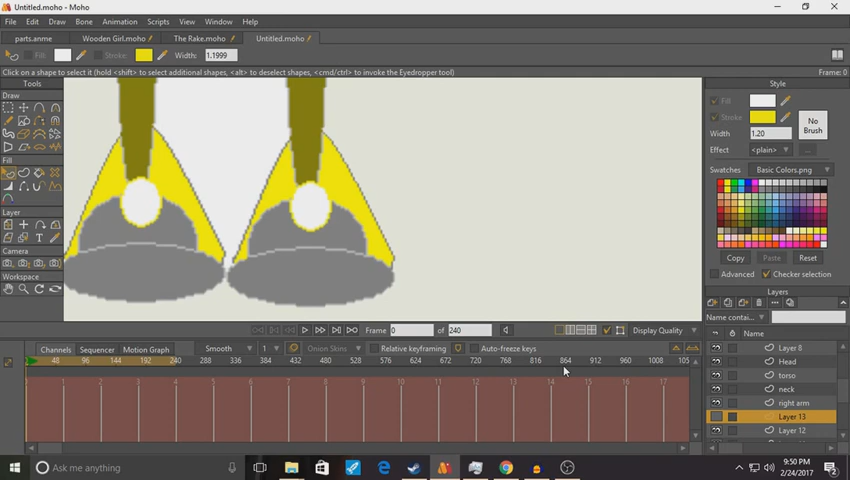 Untitled.moho - Moho
File Edit Draw Bone Animation Scripts View Window Help
parts.anme Wooden Girl.moho The Rake.moho Untitled.moho
Fill Stroke Width: 1.1999
Click on a shape to select it (hold <shift> to select additional shapes, <alt> to deselect shapes, <cmd/ctrl> to invoke the Eyedropper tool) Frame: 0
Tools
Draw
Fill
Layer
Camera
Workspace
Style
Fill
Stroke
No Brush
Width 1.20
Effect <plain> ...
Swatches Basic Colors.png
Copy Paste Reset
Advanced Checker selection
Layers
Name contai...
Name
Layer 8
Head
torso
neck
right arm
Layer 13
Layer 12
Frame 0 of 240 Display Quality
Channels Sequencer Motion Graph Smooth 1 Onion Skins Relative keyframing Auto-freeze keys
48 96 144 192 240 288 336 384 432 480 528 576 624 672 720 768 816 864 912 960 1008 105
1 2 3 4 5 6 7 8 9 10 11 12 13 14 15 16 17
Ask me anything
9:50 PM
2/24/2017